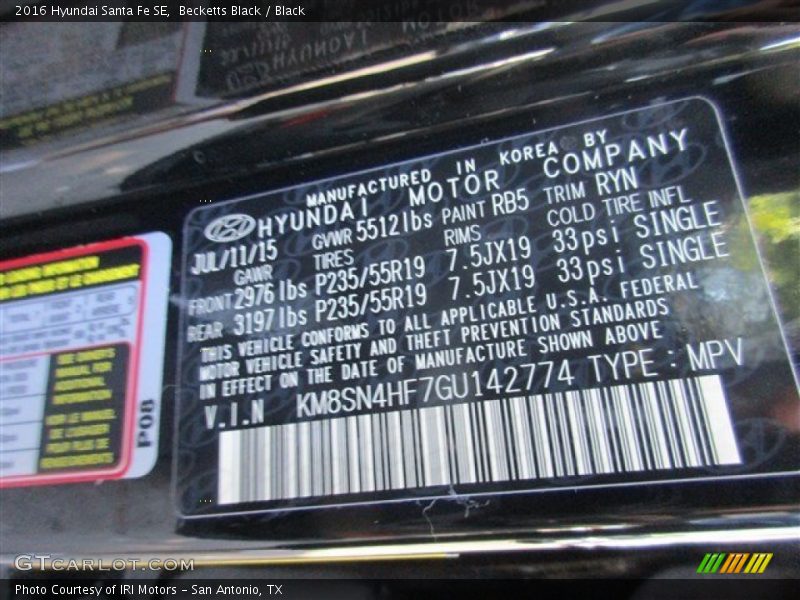 2016 Hyundai Santa Fe SE, Becketts Black / Black
MANUFACTURED IN KOREA BY
HYUNDAI MOTOR COMPANY
JUL/11/15 GVWR 5512lbs PAINT RB5 TRIM RYN
GAWR TIRES RIMS COLD TIRE INFL
FRONT 2976 lbs P235/55R19 7.5JX19 33psi SINGLE
REAR 3197lbs P235/55R19 7.5JX19 33psi SINGLE
THIS VEHICLE CONFORMS TO ALL APPLICABLE U.S.A. FEDERAL
MOTOR VEHICLE SAFETY AND THEFT PREVENTION STANDARDS
IN EFFECT ON THE DATE OF MANUFACTURE SHOWN ABOVE
V.I.N KM8SN4HF7GU142774 TYPE : MPV
P08
GTCARLOT.COM
Photo Courtesy of IRI Motors - San Antonio, TX